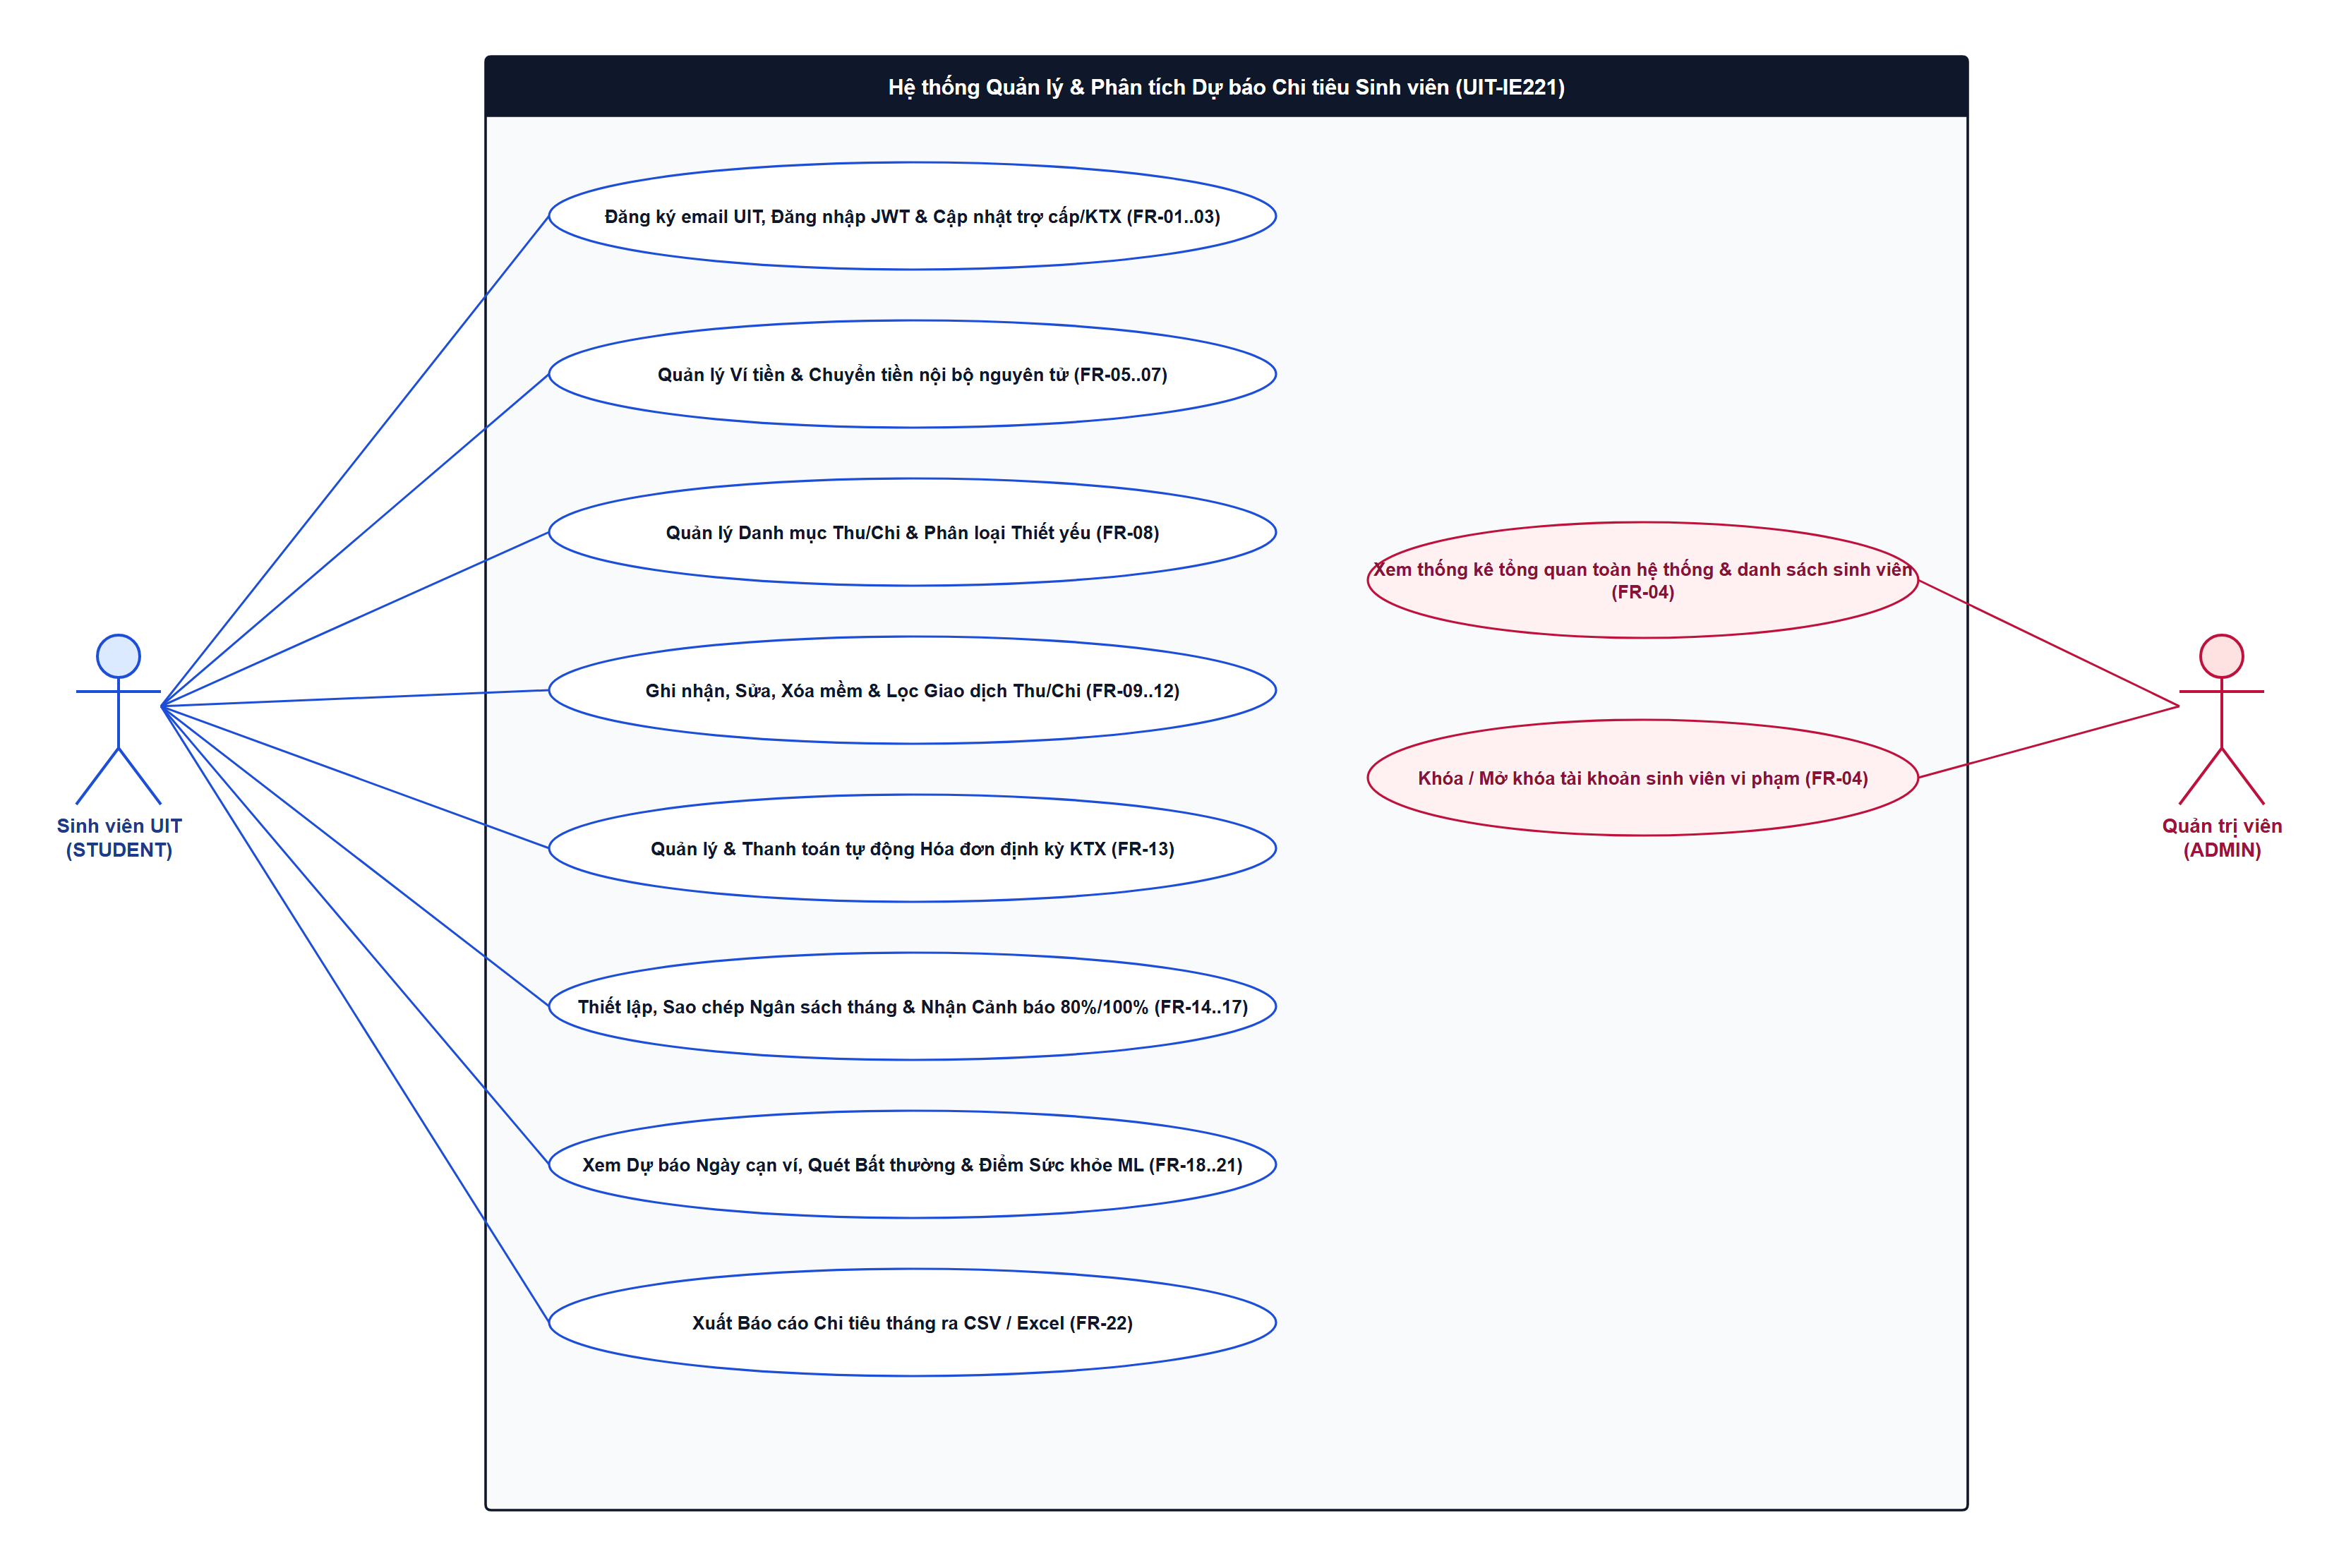 Hệ thống Quản lý & Phân tích Dự báo Chi tiêu Sinh viên (UIT-IE221)
Đăng ký email UIT, Đăng nhập JWT & Cập nhật trợ cấp/KTX (FR-01..03)
Quản lý Ví tiền & Chuyển tiền nội bộ nguyên tử (FR-05..07)
Quản lý Danh mục Thu/Chi & Phân loại Thiết yếu (FR-08)
Xem thống kê tổng quan toàn hệ thống & danh sách sinh viên
(FR-04)
Ghi nhận, Sửa, Xóa mềm & Lọc Giao dịch Thu/Chi (FR-09..12)
Khóa / Mở khóa tài khoản sinh viên vi phạm (FR-04)
Sinh viên UIT
(STUDENT)
Quản lý & Thanh toán tự động Hóa đơn định kỳ KTX (FR-13)
Quản trị viên
(ADMIN)
Thiết lập, Sao chép Ngân sách tháng & Nhận Cảnh báo 80%/100% (FR-14..17)
Xem Dự báo Ngày cạn ví, Quét Bất thường & Điểm Sức khỏe ML (FR-18..21)
Xuất Báo cáo Chi tiêu tháng ra CSV / Excel (FR-22)